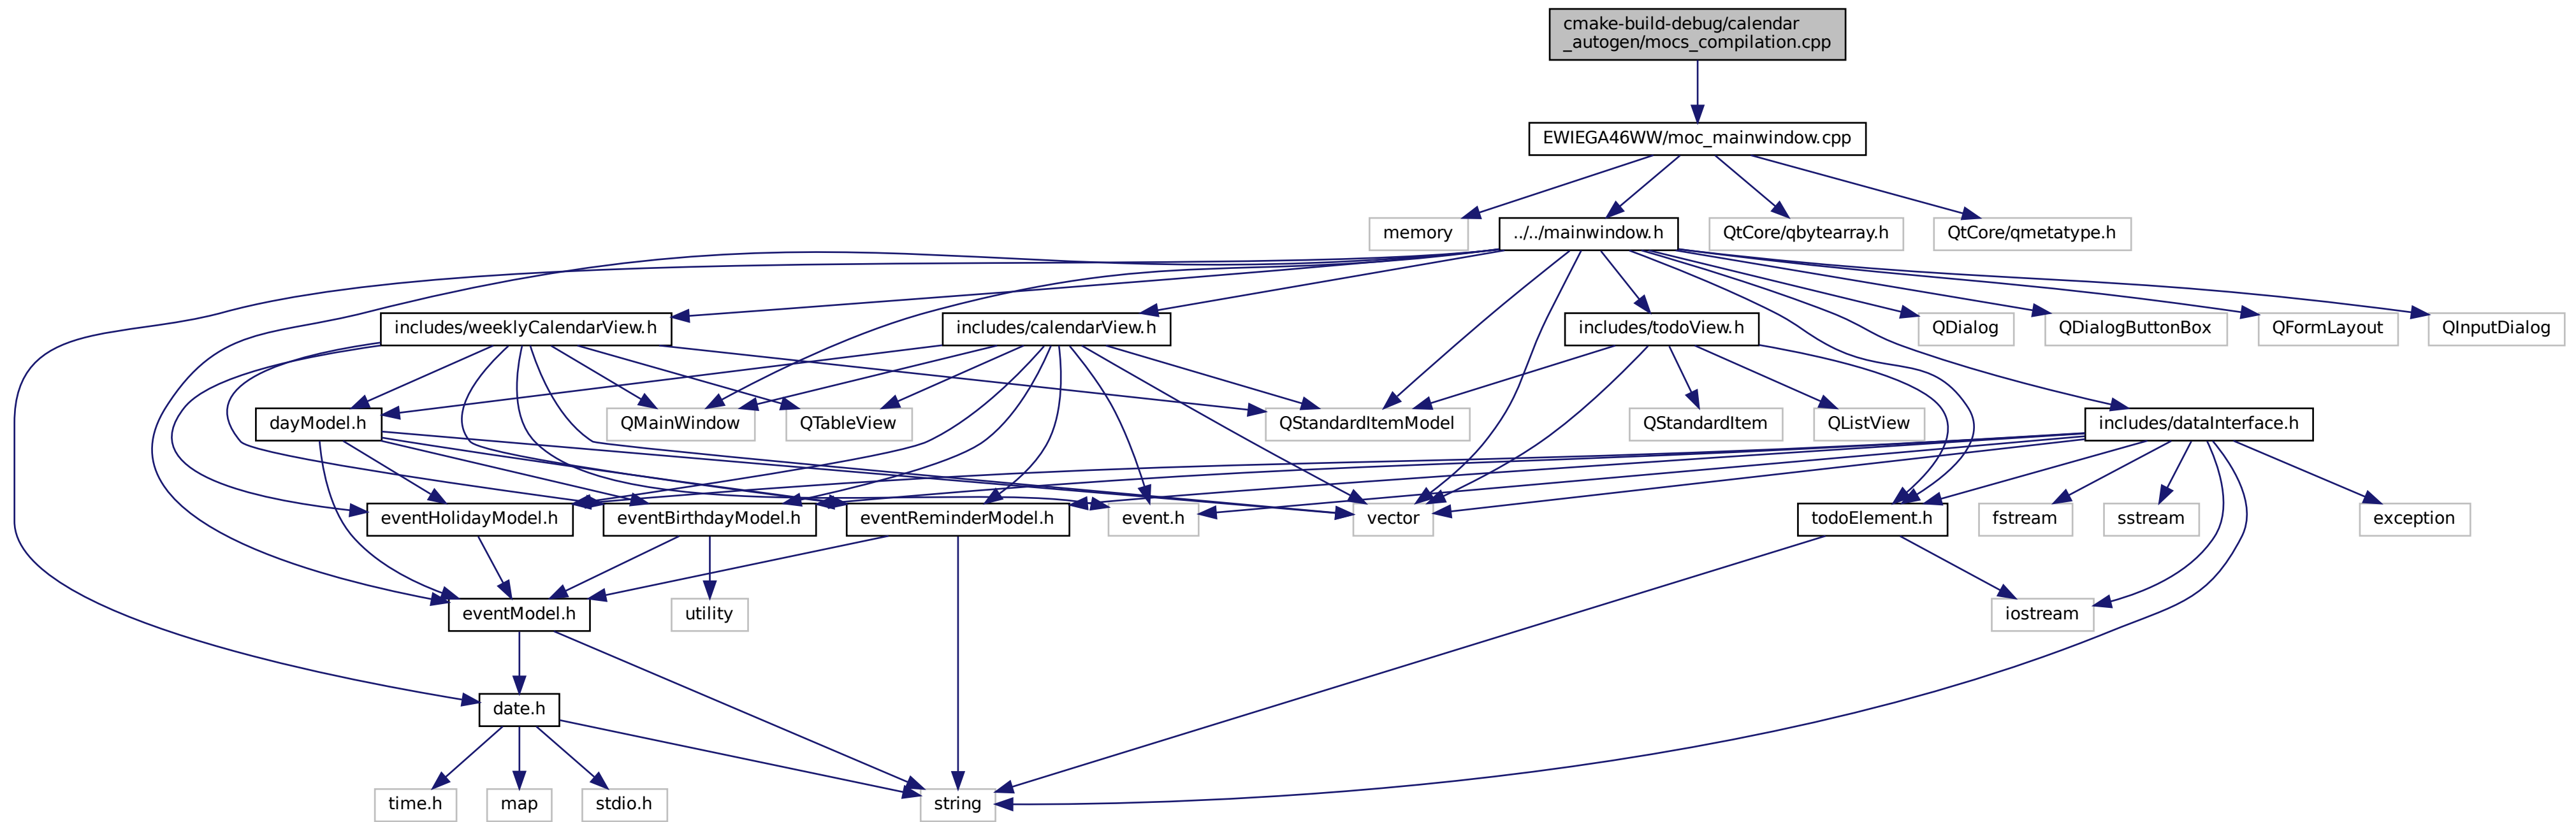 cmake-build-debug/calendar
_autogen/mocs_compilation.cpp
EWIEGA46WW/moc_mainwindow.cpp
memory
../../mainwindow.h
QtCore/qbytearray.h
QtCore/qmetatype.h
includes/weeklyCalendarView.h
includes/calendarView.h
includes/todoView.h
QDialog
QDialogButtonBox
QFormLayout
QInputDialog
dayModel.h
QMainWindow
QTableView
QStandardItemModel
QStandardItem
QListView
includes/dataInterface.h
eventHolidayModel.h
eventBirthdayModel.h
eventReminderModel.h
event.h
vector
todoElement.h
fstream
sstream
exception
eventModel.h
utility
iostream
date.h
time.h
map
stdio.h
string